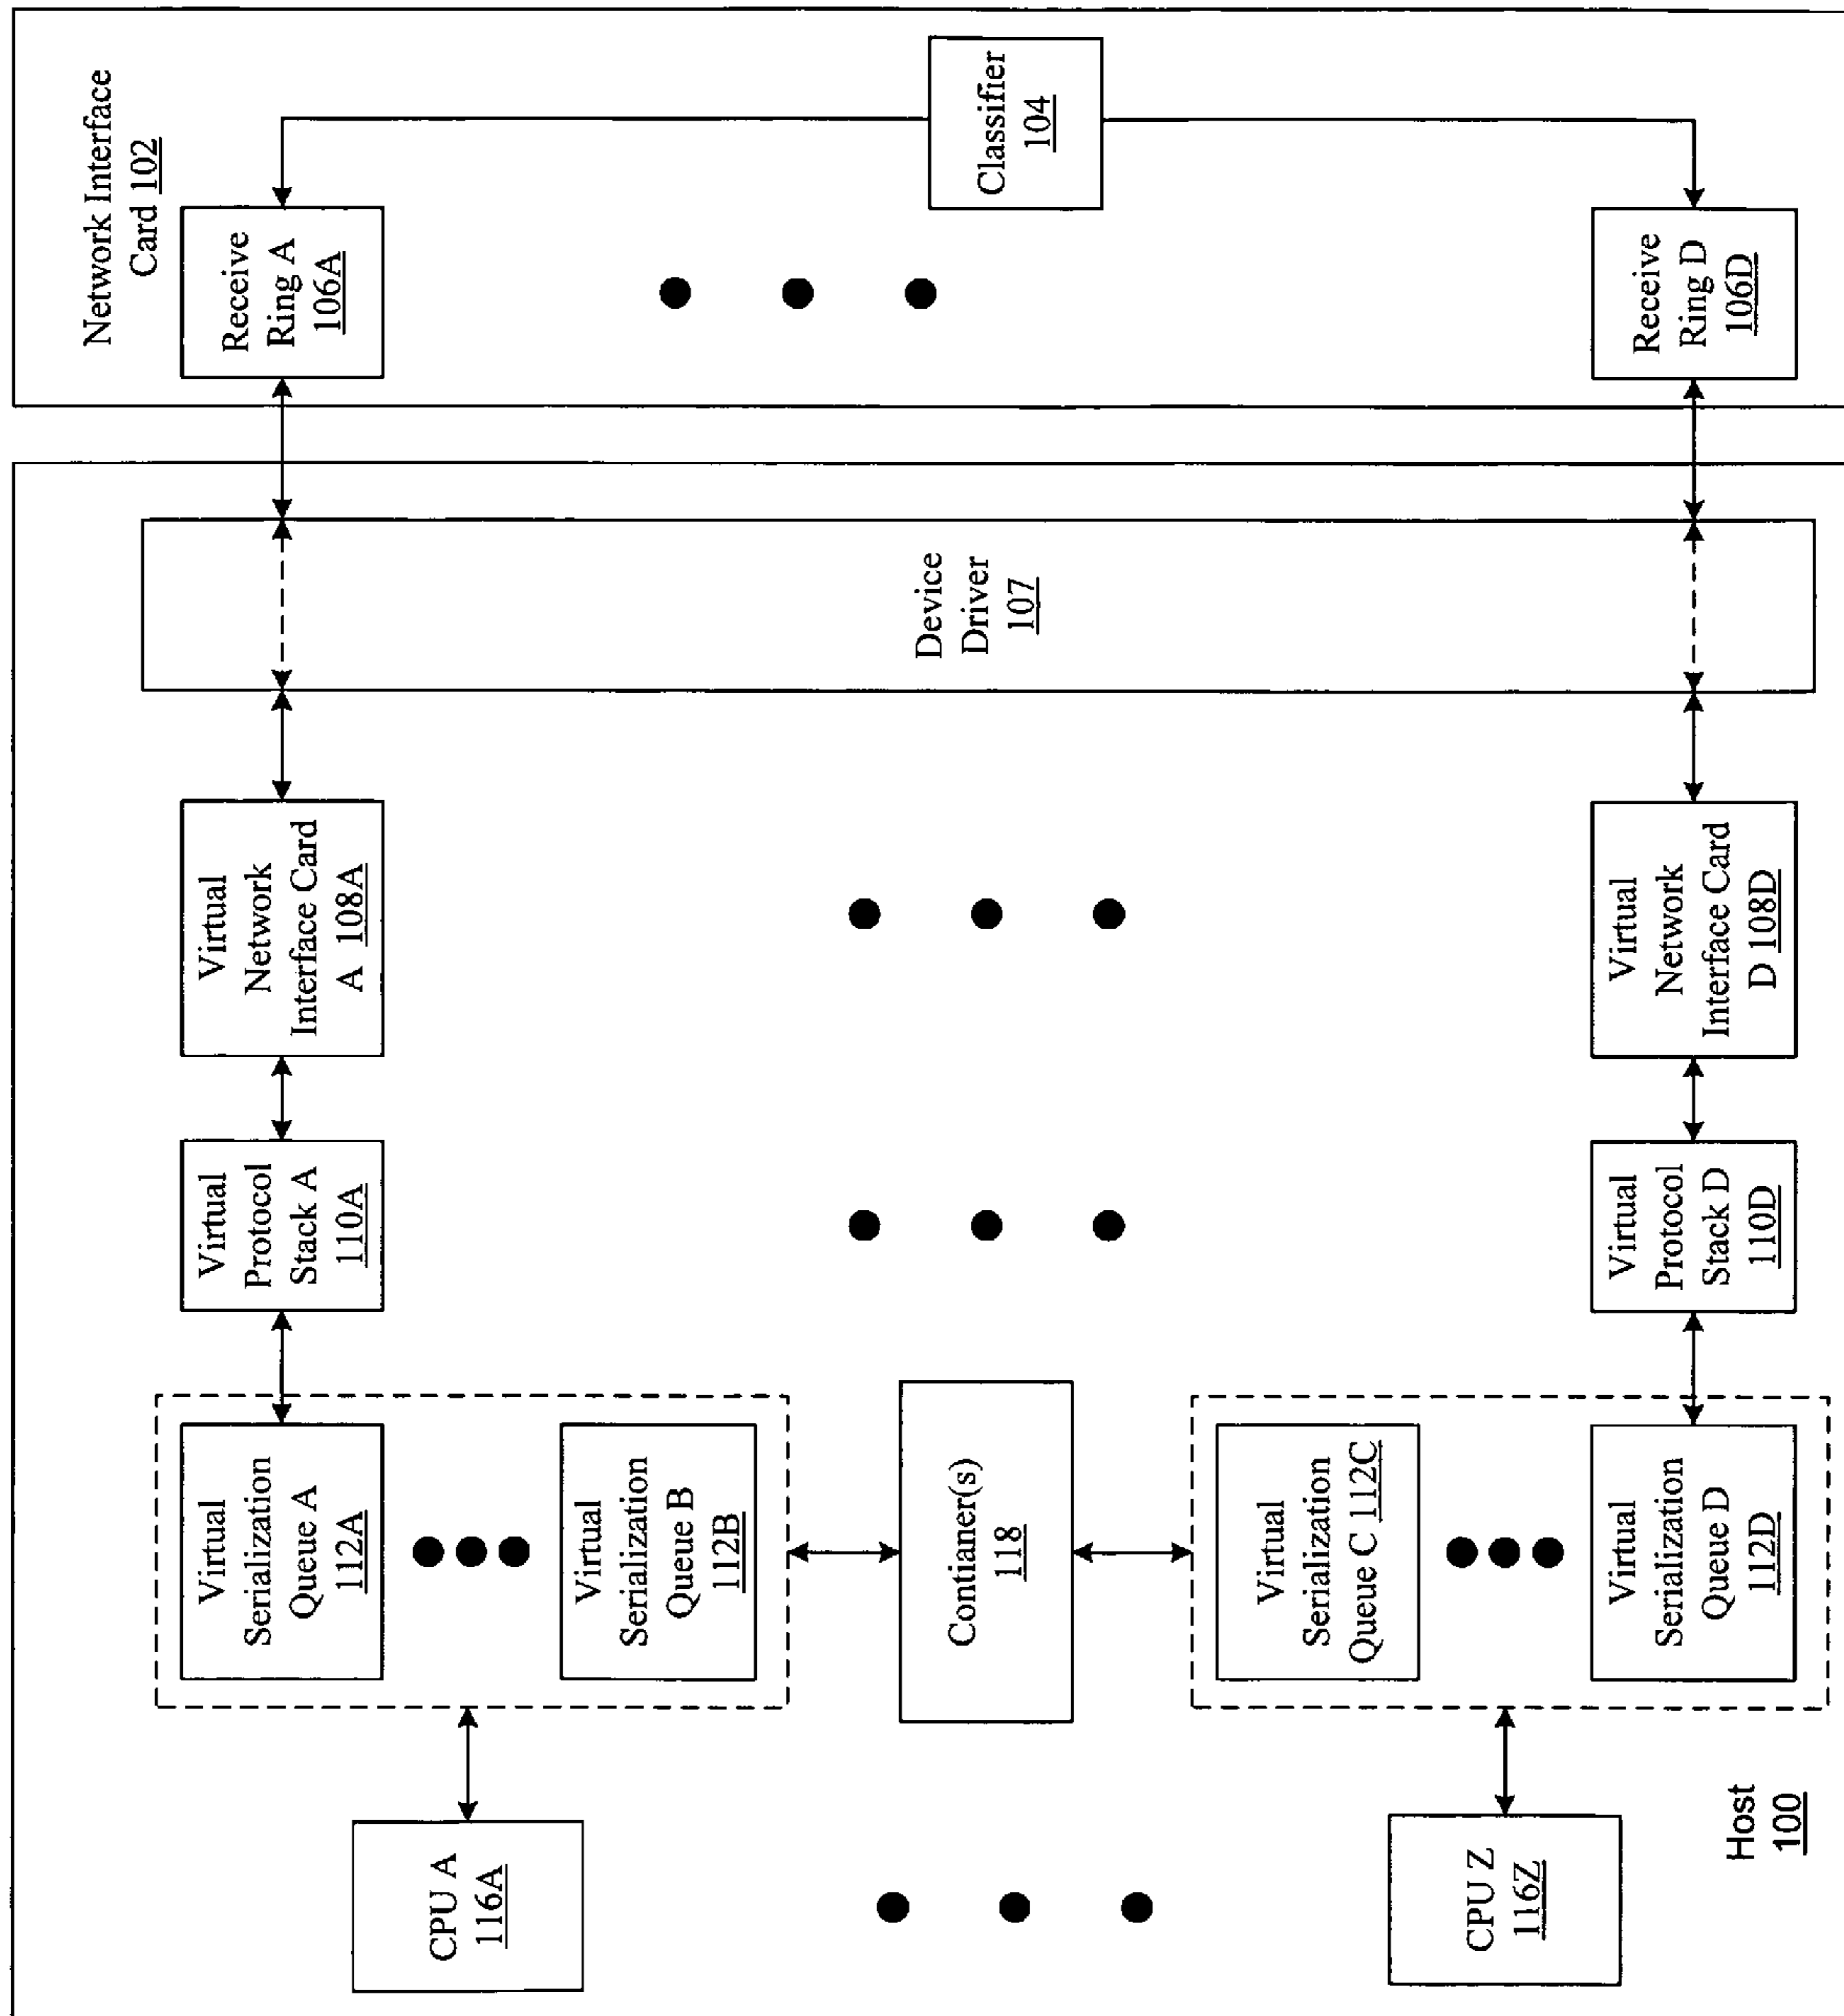 Network Interface
Card 102
Receive
Ring A
106A
Classifier
104
Receive
Ring D
106D
Device
Driver
107
Virtual
Network
Interface Card
A 108A
Virtual
Network
Interface Card
D 108D
Virtual
Protocol
Stack A
110A
Virtual
Protocol
Stack D
110D
Virtual
Serialization
Queue A
112A
Virtual
Serialization
Queue B
112B
Contianer(s)
118
Virtual
Serialization
Queue C 112C
Virtual
Serialization
Queue D
112D
CPU A
116A
CPU Z
116Z
Host
100